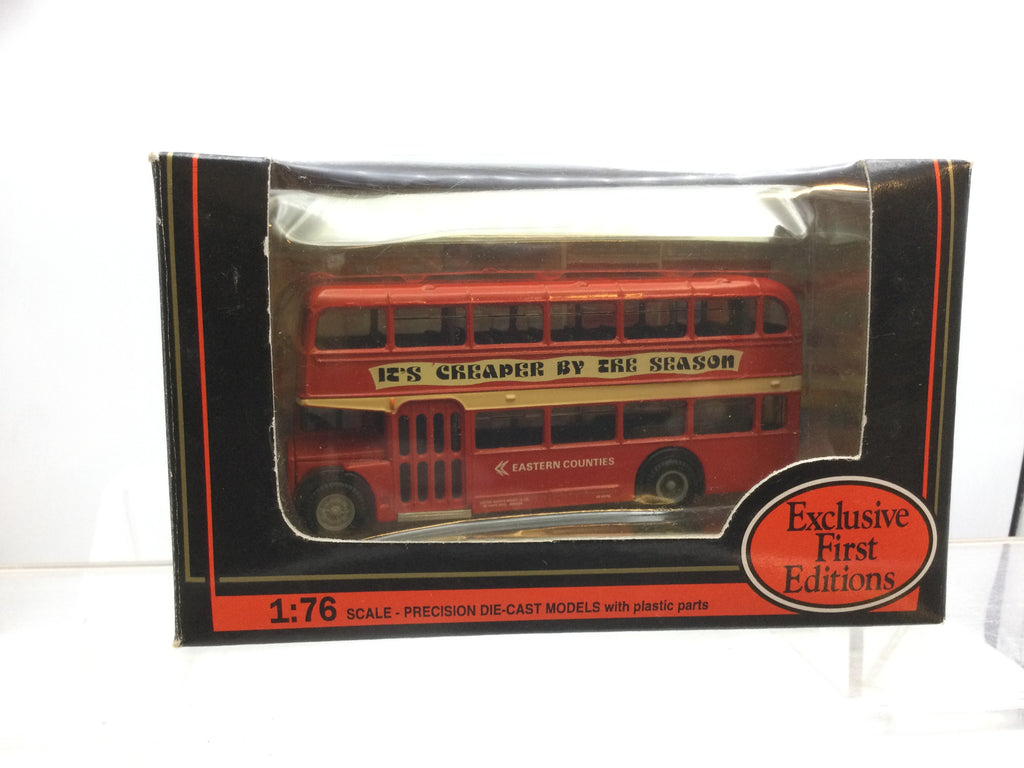 IT'S CHEAPER BY THE SEASON
EASTERN COUNTIES
Exclusive
First
Editions
1:76 SCALE - PRECISION DIE-CAST MODELS with plastic parts